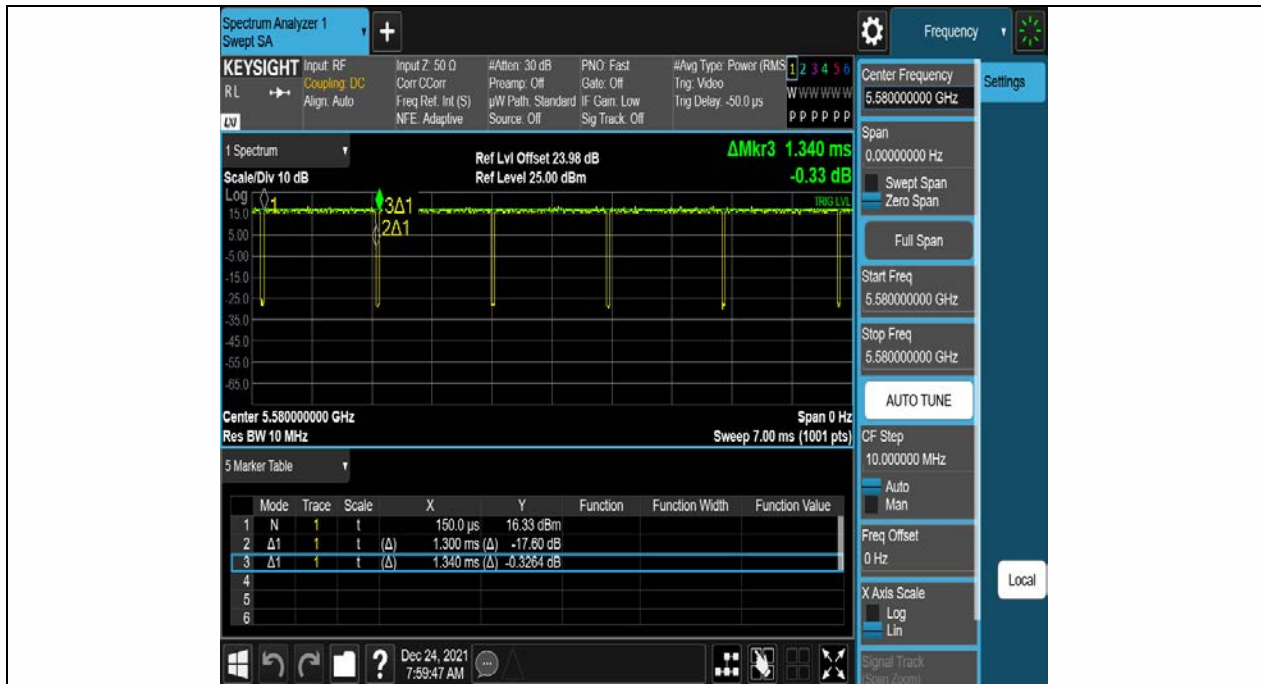 Spectrum Analyzer 1
Swept SA
+
Frequency
KEYSIGHT
RL
LXI
Input: RF
Coupling: DC
Align: Auto
Input Z: 50 Ω
Corr CCorr
Freq Ref: Int (S)
NFE: Adaptive
#Atten: 30 dB
Preamp: Off
µW Path: Standard
Source: Off
PNO: Fast
Gate: Off
IF Gain: Low
Sig Track: Off
#Avg Type: Power (RMS
Trig: Video
Trig Delay: -50.0 µs
1 2 3 4 5 6
W W W W W W
P P P P P P
1 Spectrum
Scale/Div 10 dB
Ref Lvl Offset 23.98 dB
Ref Level 25.00 dBm
ΔMkr3 1.340 ms
-0.33 dB
Log
TRIG LVL
1
3Δ1
2Δ1
15.0
5.00
-5.00
-15.0
-25.0
-35.0
-45.0
-55.0
-65.0
Center 5.580000000 GHz
Span 0 Hz
Res BW 10 MHz
Sweep 7.00 ms (1001 pts)
5 Marker Table
Mode Trace Scale X Y Function Function Width Function Value
1 N 1 t 150.0 µs 16.33 dBm
2 Δ1 1 t (Δ) 1.300 ms (Δ) -17.60 dB
3 Δ1 1 t (Δ) 1.340 ms (Δ) -0.3264 dB
4
5
6
?
Dec 24, 2021
7:59:47 AM
Center Frequency
5.580000000 GHz
Span
0.00000000 Hz
Swept Span
Zero Span
Full Span
Start Freq
5.580000000 GHz
Stop Freq
5.580000000 GHz
AUTO TUNE
CF Step
10.000000 MHz
Auto
Man
Freq Offset
0 Hz
X Axis Scale
Log
Lin
Signal Track
(Span Zoom)
Settings
Local